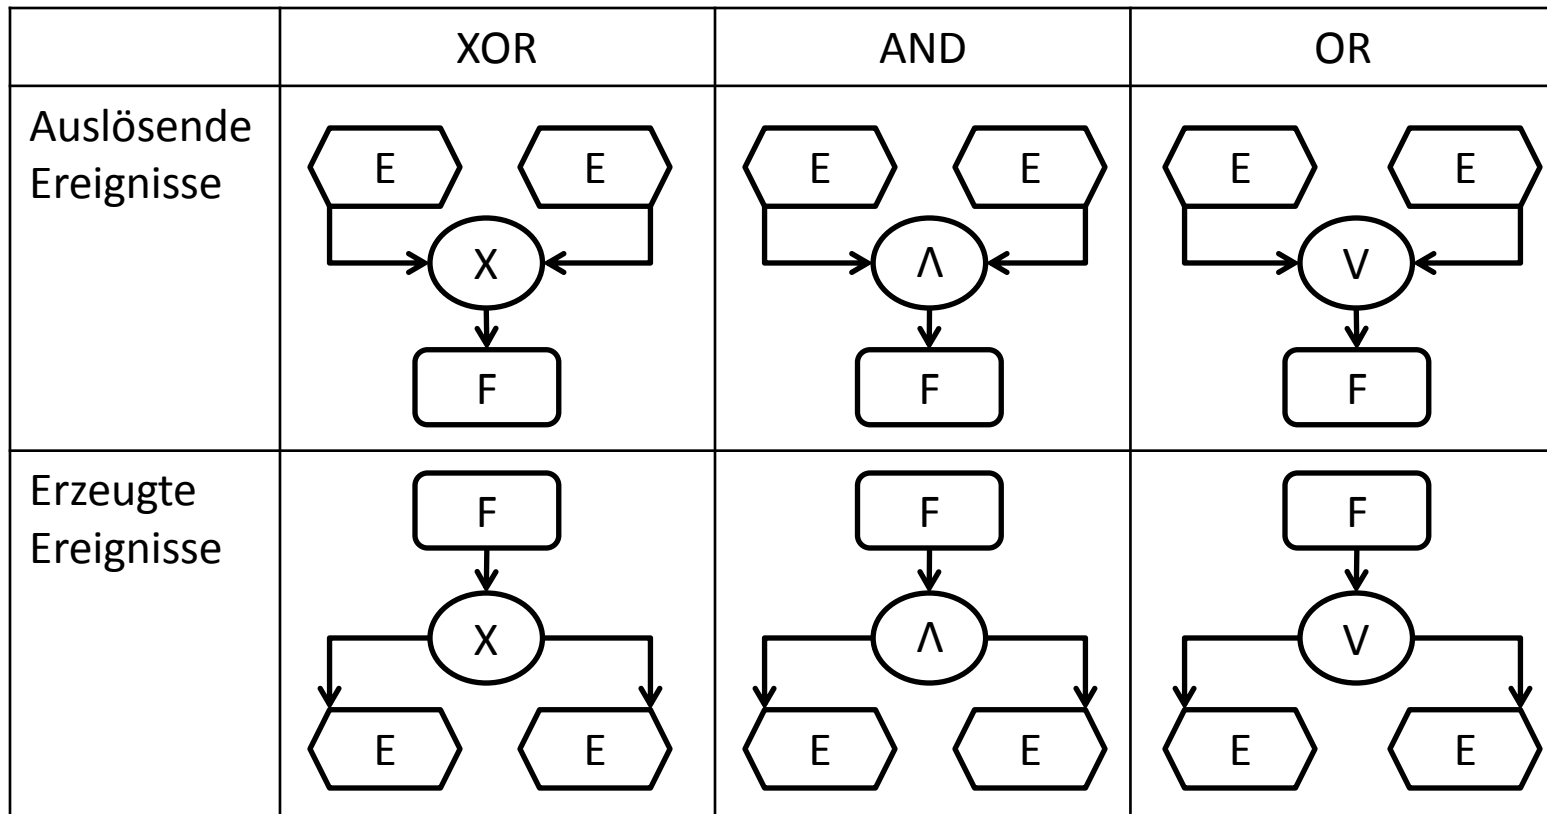 XOR AND OR
Auslösende
Ereignisse
E E E E E E
X Λ V
F F F
Erzeugte
Ereignisse
F F F
X Λ V
E E E E E E